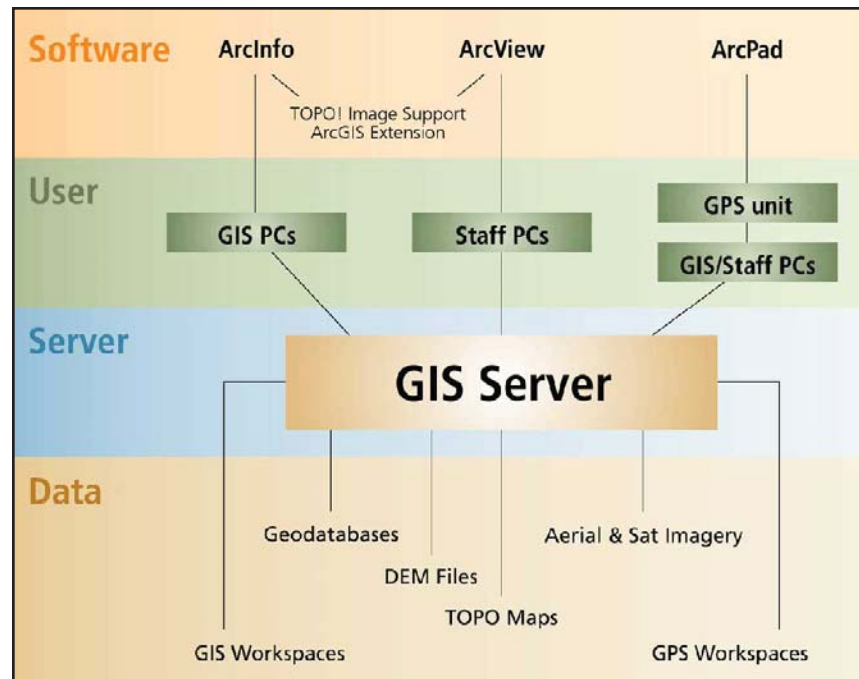 Software
ArcInfo
ArcView
ArcPad
TOPO! Image Support
ArcGIS Extension
User
GIS PCs
Staff PCs
GPS unit
GIS/Staff PCs
Server
GIS Server
Data
Geodatabases
Aerial & Sat Imagery
DEM Files
TOPO Maps
GIS Workspaces
GPS Workspaces